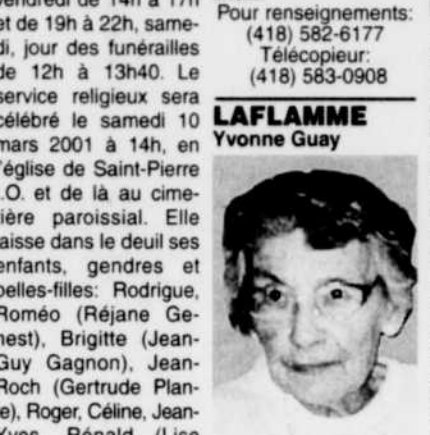 vendredi de 14h à 17h
et de 19h à 22h, same-
di, jour des funérailles
de 12h à 13h40. Le
service religieux sera
célébré le samedi 10
mars 2001 à 14h, en
l'église de Saint-Pierre
I.O. et de là au cime-
tière paroissial. Elle
laisse dans le deuil ses
enfants, gendres et
belles-filles: Rodrigue,
Roméo (Réjane Ge-
nest), Brigitte (Jean-
Guy Gagnon), Jean-
Roch (Gertrude Plan-
te), Roger, Céline, Jean-
Yves, Rénald (Lise
Pour renseignements:
(418) 582-6177
Télécopieur:
(418) 583-0908
LAFLAMME
Yvonne Guay